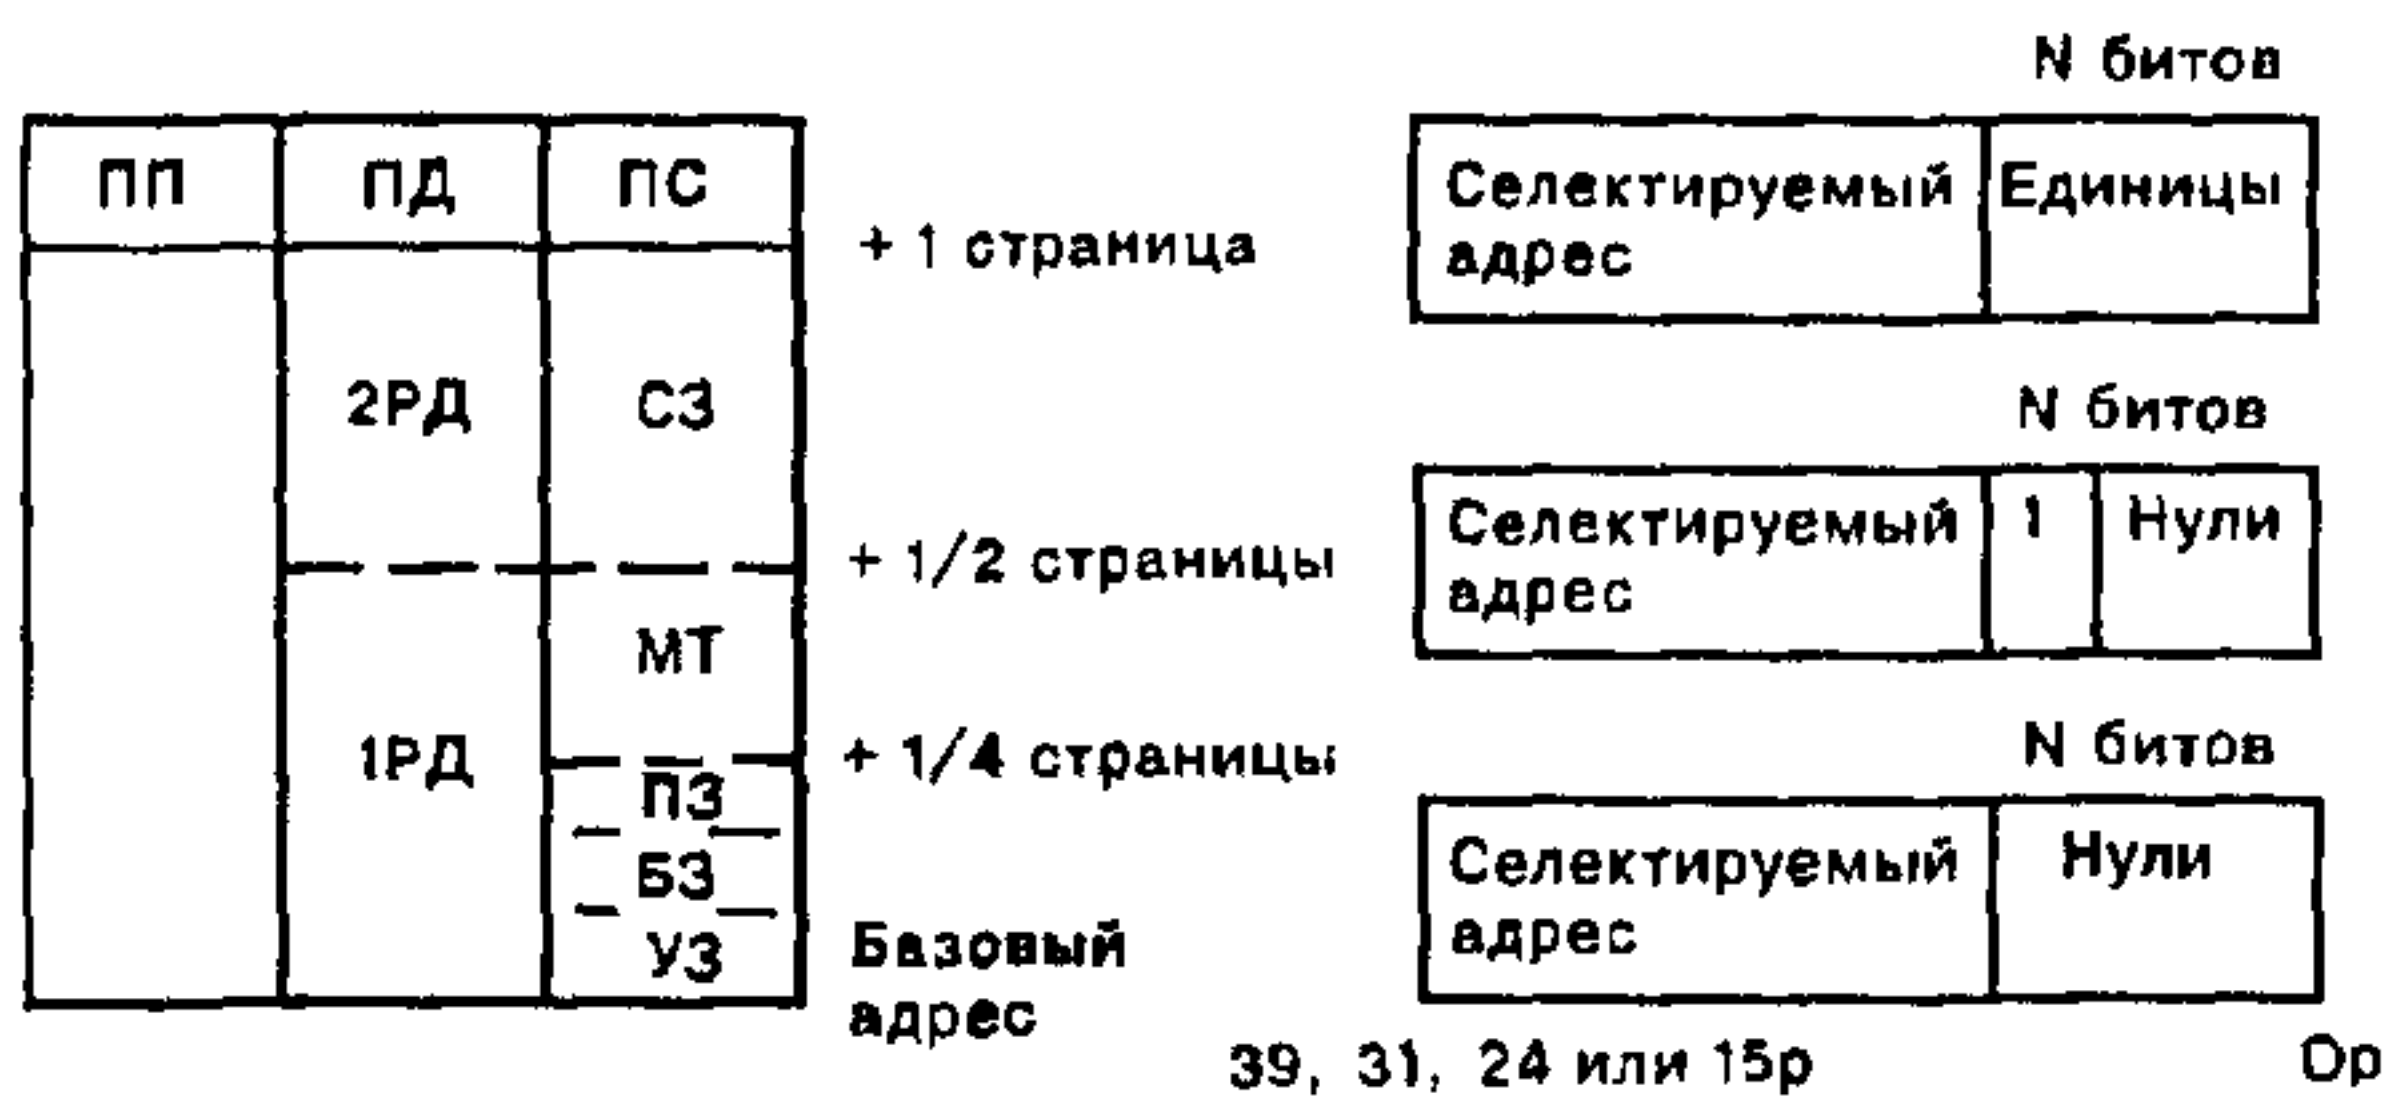 N битов
ПП ПД ПС
Селектируемый Единицы
адрес
+ 1 страница
2РД СЗ
N битов
Селектируемый 1 Нули
адрес
+ 1/2 страницы
МТ
N битов
1РД + 1/4 страницы
ПЗ
БЗ
Селектируемый Нули
адрес
УЗ
Базовый
адрес
39, 31, 24 или 15р 0р